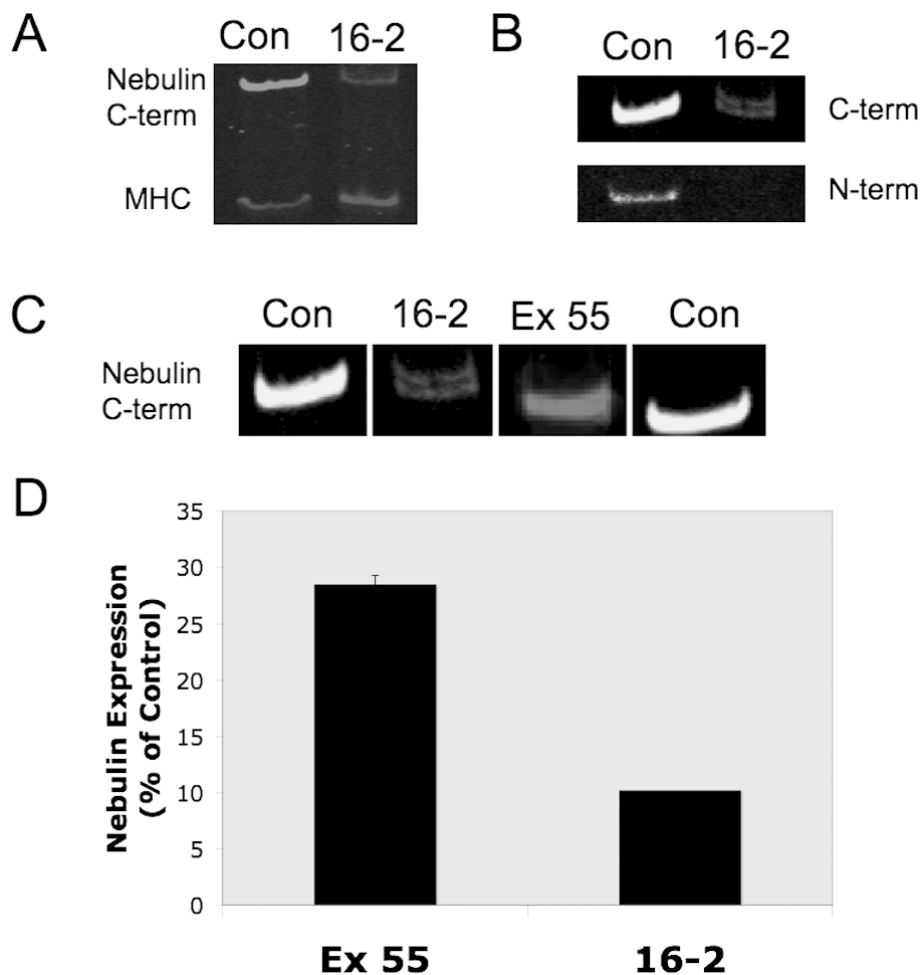 A
Con 16-2
Nebulin
C-term
MHC
B
Con 16-2
C-term
N-term
C
Con 16-2 Ex 55 Con
Nebulin
C-term
D
Nebulin Expression
(% of Control)
35
30
25
20
15
10
5
0
Ex 55 16-2